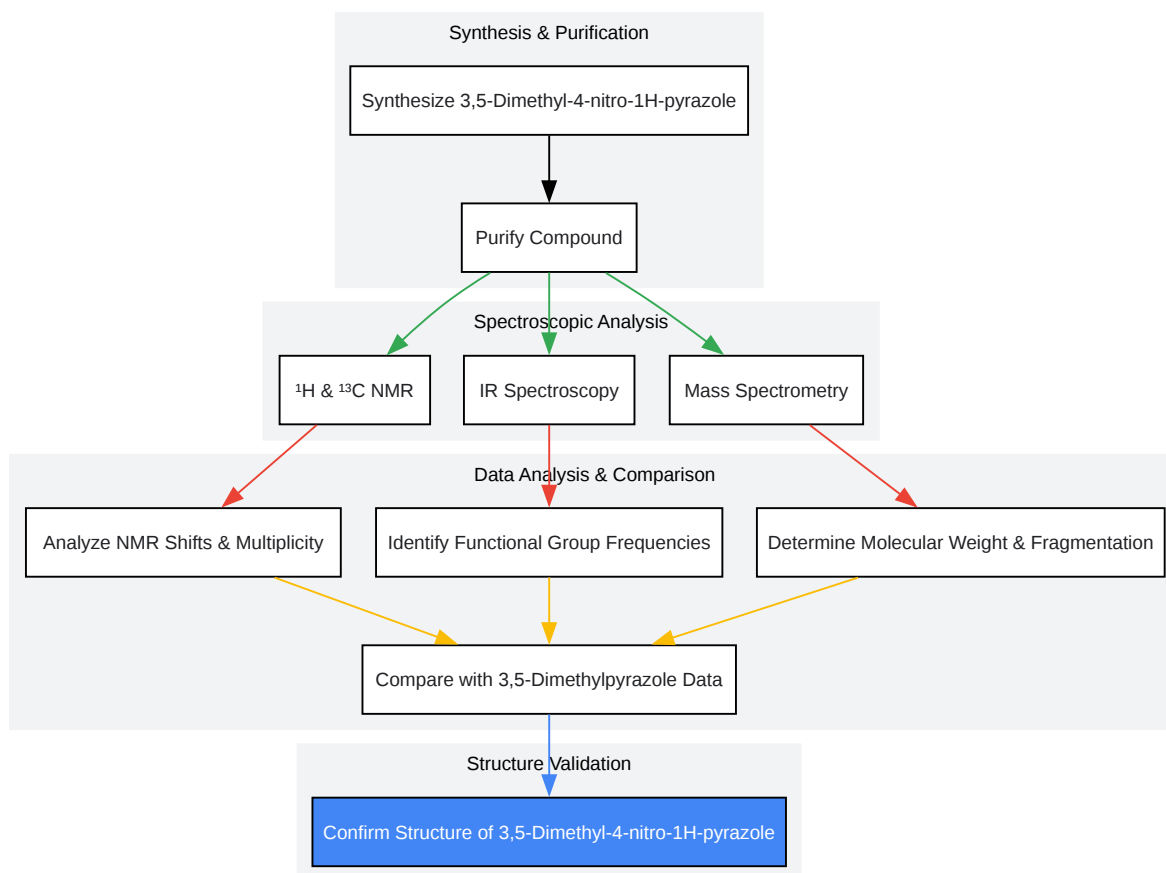 Synthesis & Purification
Synthesize 3,5-Dimethyl-4-nitro-1H-pyrazole
Purify Compound
Spectroscopic Analysis
¹H & ¹³C NMR
IR Spectroscopy
Mass Spectrometry
Data Analysis & Comparison
Analyze NMR Shifts & Multiplicity
Identify Functional Group Frequencies
Determine Molecular Weight & Fragmentation
Compare with 3,5-Dimethylpyrazole Data
Structure Validation
Confirm Structure of 3,5-Dimethyl-4-nitro-1H-pyrazole